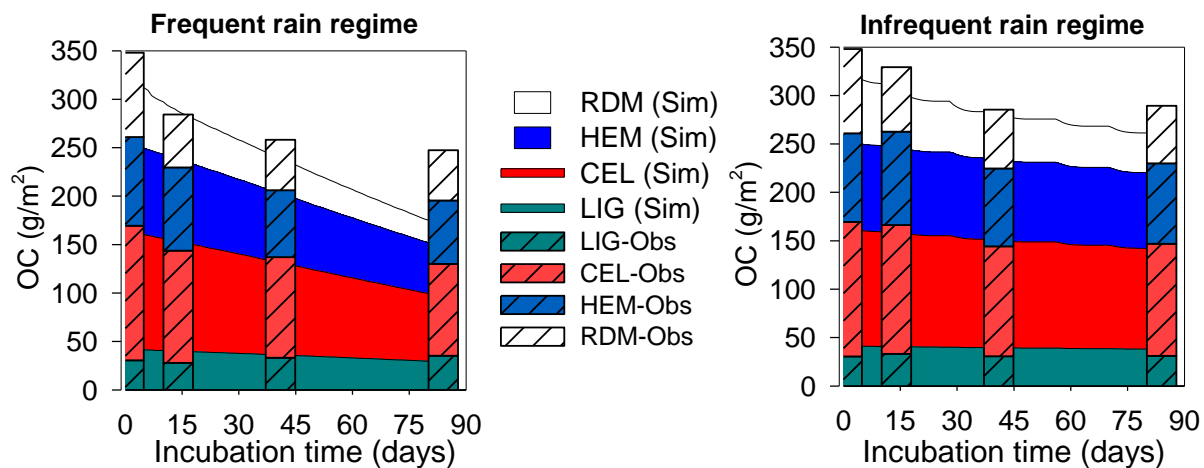 Frequent rain regime
OC (g/m²)
350
300
250
200
150
100
50
0
0 15 30 45 60 75 90
Incubation time (days)
RDM (Sim)
HEM (Sim)
CEL (Sim)
LIG (Sim)
LIG-Obs
CEL-Obs
HEM-Obs
RDM-Obs
Infrequent rain regime
OC (g/m²)
350
300
250
200
150
100
50
0
0 15 30 45 60 75 90
Incubation time (days)